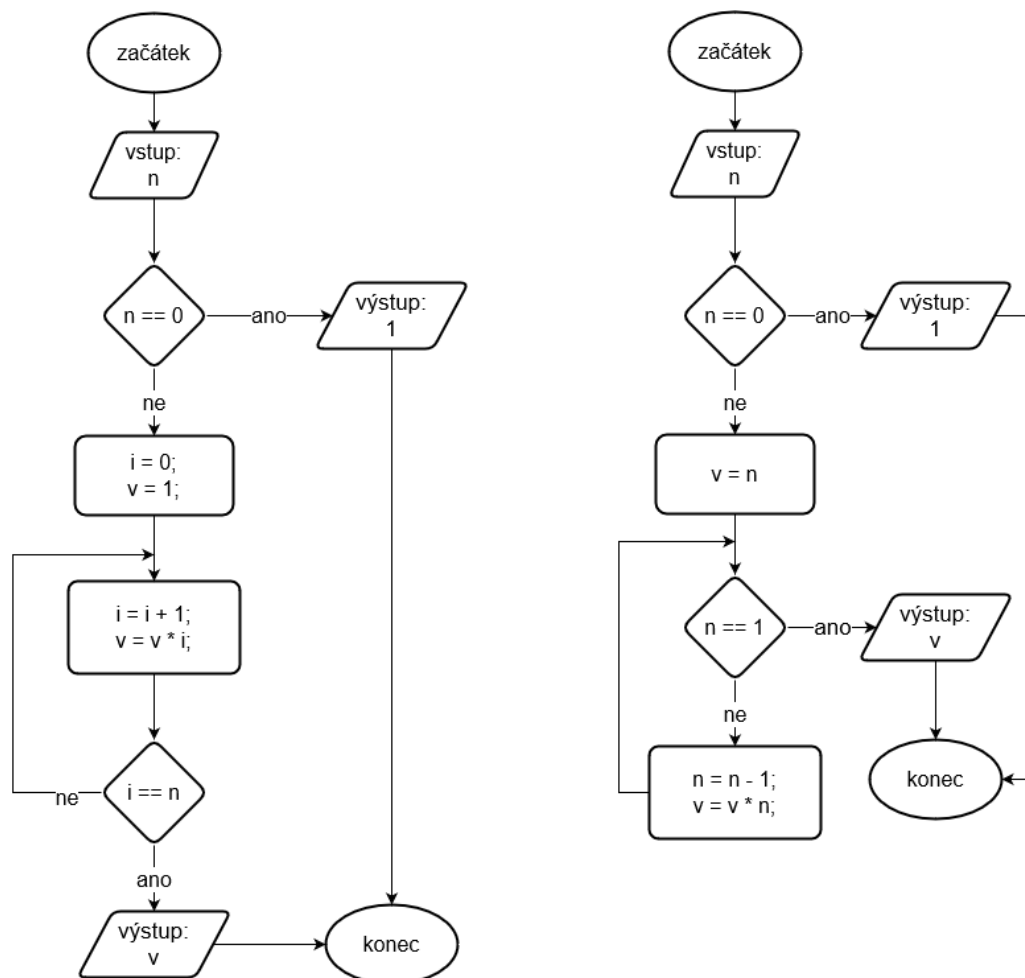 začátek
vstup:
n
n == 0
ano
výstup:
1
ne
i = 0;
v = 1;
i = i + 1;
v = v * i;
i == n
ne
ano
výstup:
v
konec
začátek
vstup:
n
n == 0
ano
výstup:
1
ne
v = n
n == 1
ano
výstup:
v
ne
n = n - 1;
v = v * n;
konec